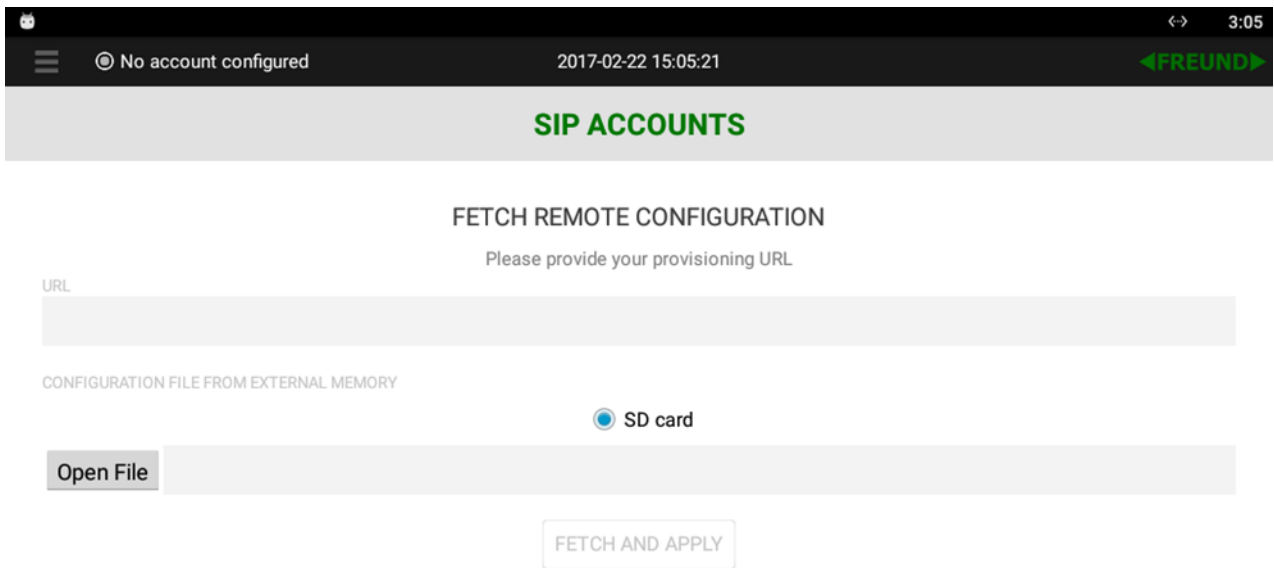 3:05
No account configured 2017-02-22 15:05:21 FREUND
SIP ACCOUNTS
FETCH REMOTE CONFIGURATION
Please provide your provisioning URL
URL
CONFIGURATION FILE FROM EXTERNAL MEMORY
SD card
Open File
FETCH AND APPLY